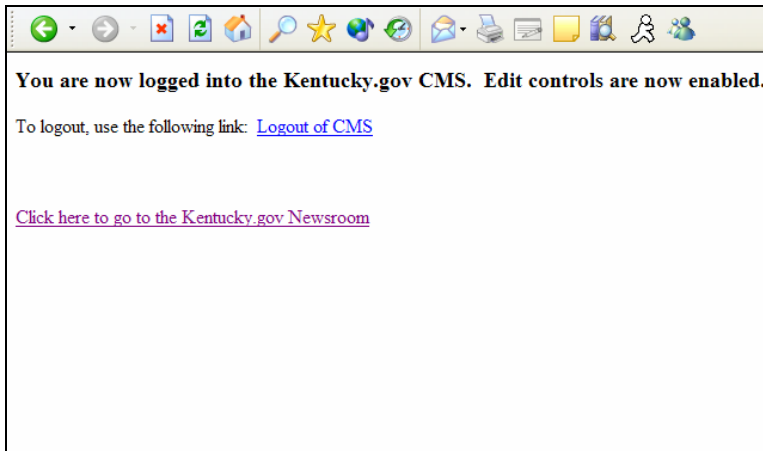 You are now logged into the Kentucky.gov CMS.  Edit controls are now enabled.
To logout, use the following link:  Logout of CMS
Click here to go to the Kentucky.gov Newsroom